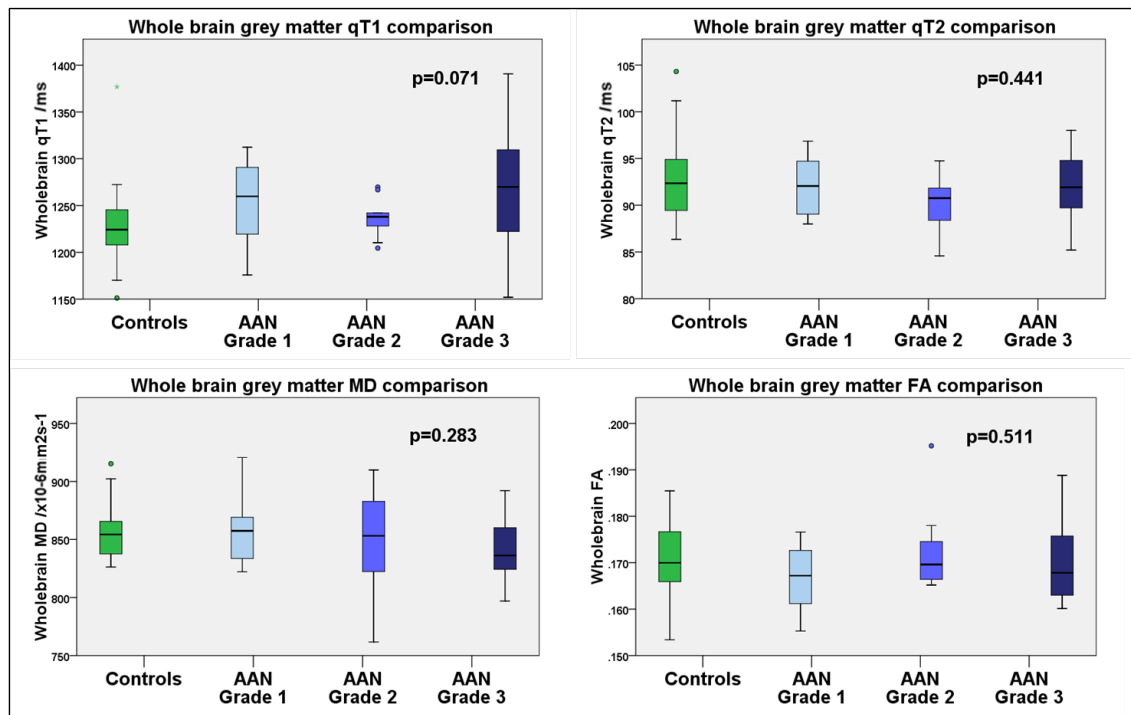 Whole brain grey matter qT1 comparison
p=0.071
Wholebrain qT1 /ms
1400
1350
1300
1250
1200
1150
Controls
AAN
Grade 1
AAN
Grade 2
AAN
Grade 3
Whole brain grey matter qT2 comparison
p=0.441
Wholebrain qT2 /ms
105
100
95
90
85
80
Controls
AAN
Grade 1
AAN
Grade 2
AAN
Grade 3
Whole brain grey matter MD comparison
p=0.283
Wholebrain MD /x10-6mm2s-1
950
900
850
800
750
Controls
AAN
Grade 1
AAN
Grade 2
AAN
Grade 3
Whole brain grey matter FA comparison
p=0.511
Wholebrain FA
.200
.190
.180
.170
.160
.150
Controls
AAN
Grade 1
AAN
Grade 2
AAN
Grade 3